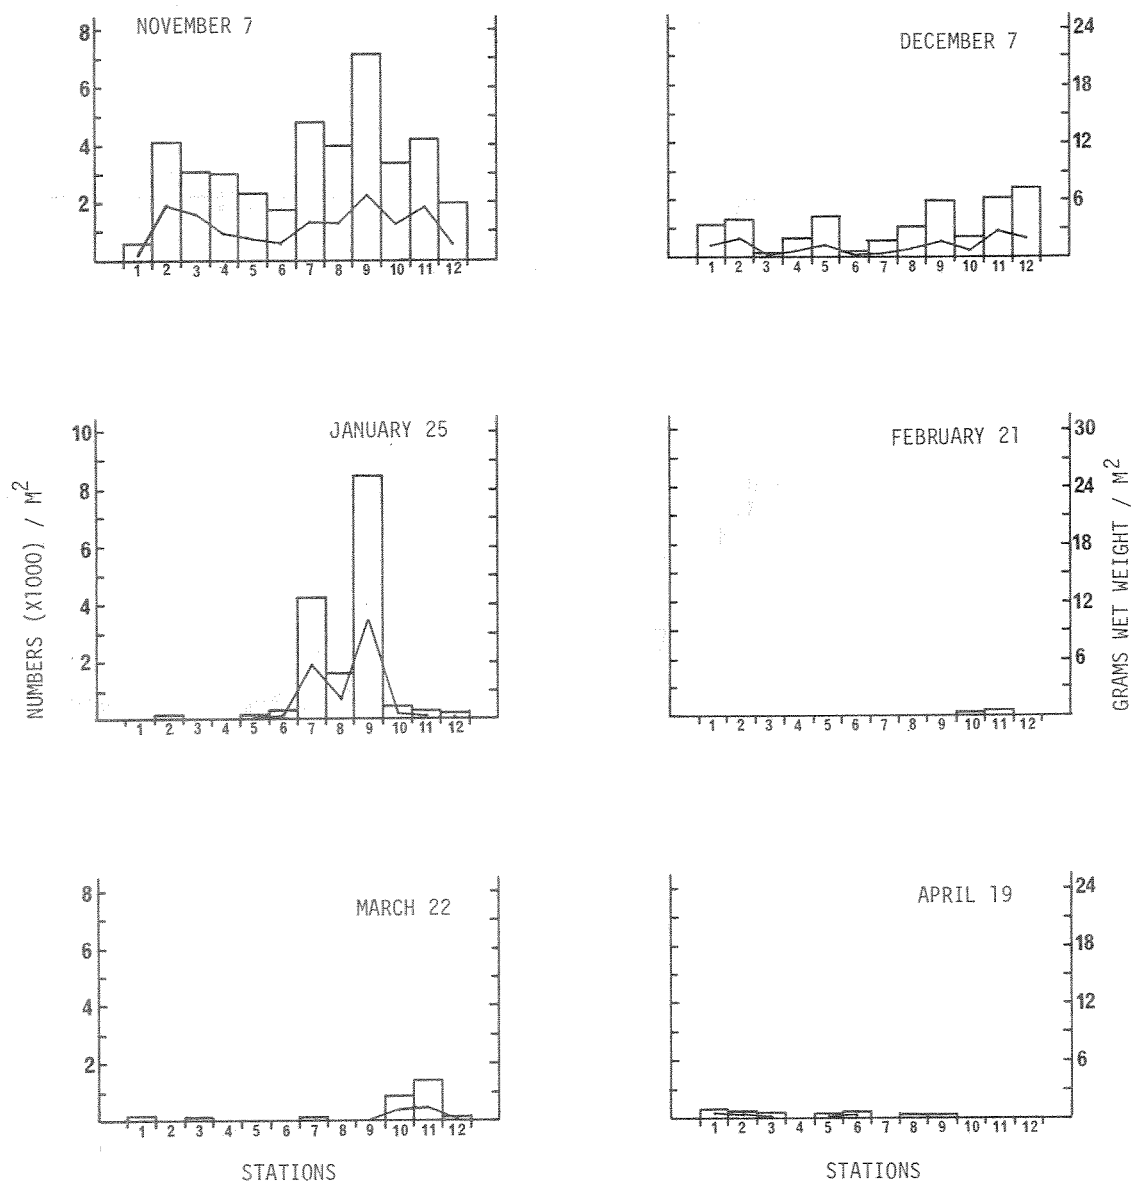 NOVEMBER 7
8
6
4
2
1 2 3 4 5 6 7 8 9 10 11 12
DECEMBER 7
24
18
12
6
1 2 3 4 5 6 7 8 9 10 11 12
NUMBERS (X1000) / M2
JANUARY 25
10
8
6
4
2
1 2 3 4 5 6 7 8 9 10 11 12
FEBRUARY 21
30
24
18
12
6
1 2 3 4 5 6 7 8 9 10 11 12
GRAMS WET WEIGHT / M2
MARCH 22
8
6
4
2
1 2 3 4 5 6 7 8 9 10 11 12
STATIONS
APRIL 19
24
18
12
6
1 2 3 4 5 6 7 8 9 10 11 12
STATIONS